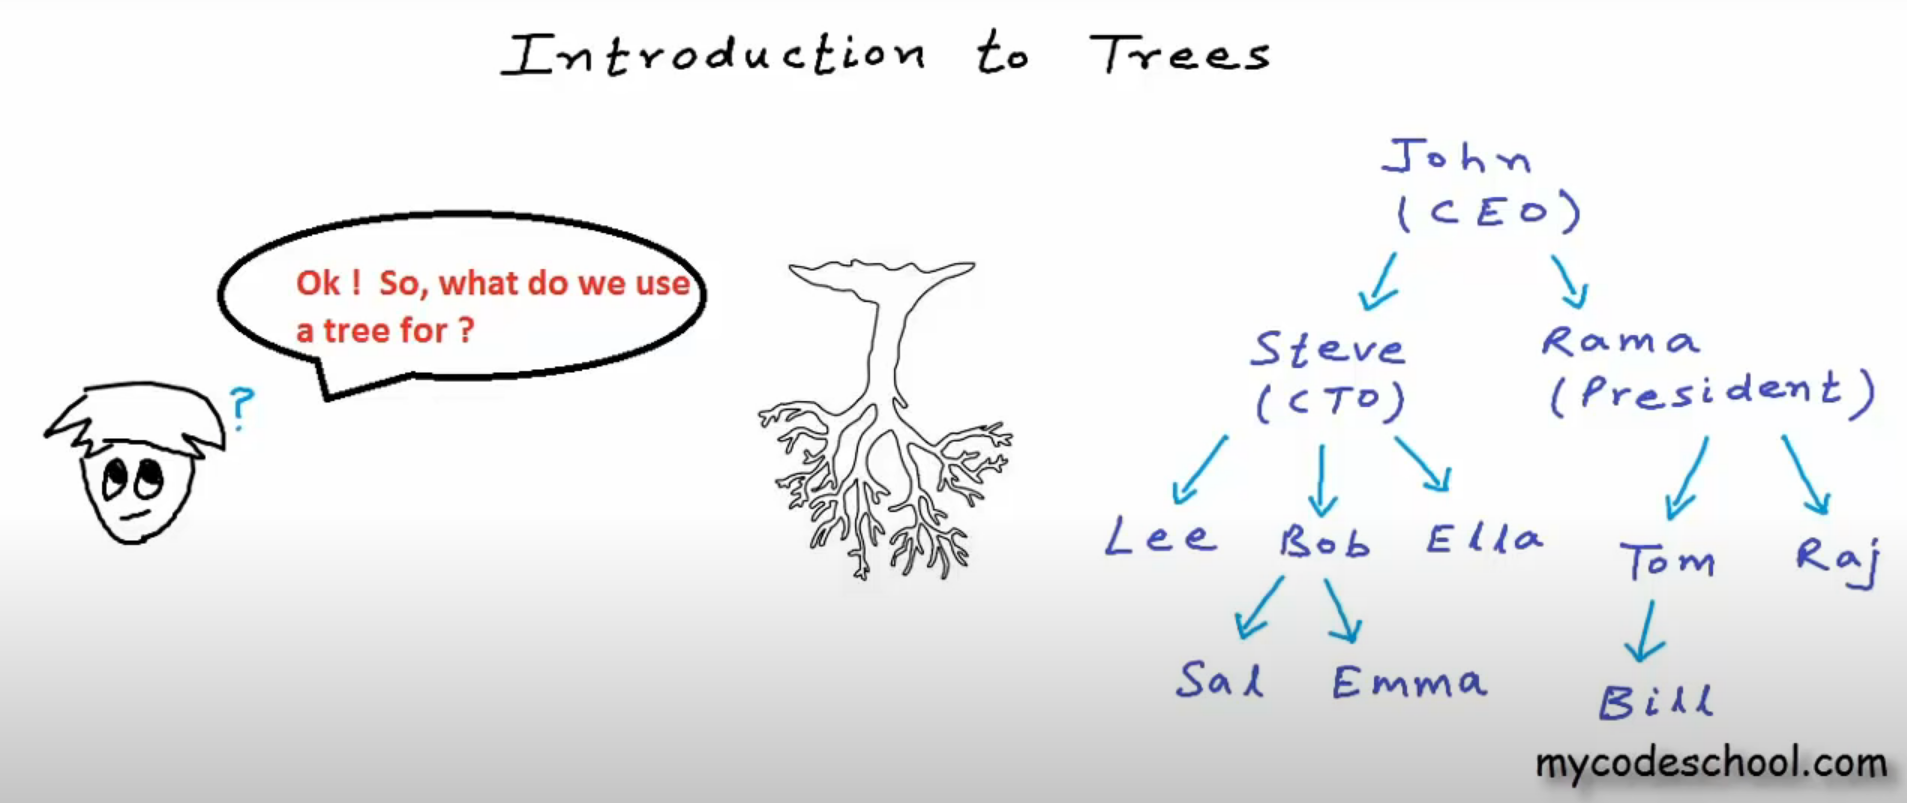 Introduction to Trees
Ok ! So, what do we use
a tree for ?
?
John
(CEO)
Steve
(CTO)
Rama
(President)
Lee Bob Ella
Tom Raj
Sal Emma
Bill
mycodeschool.com